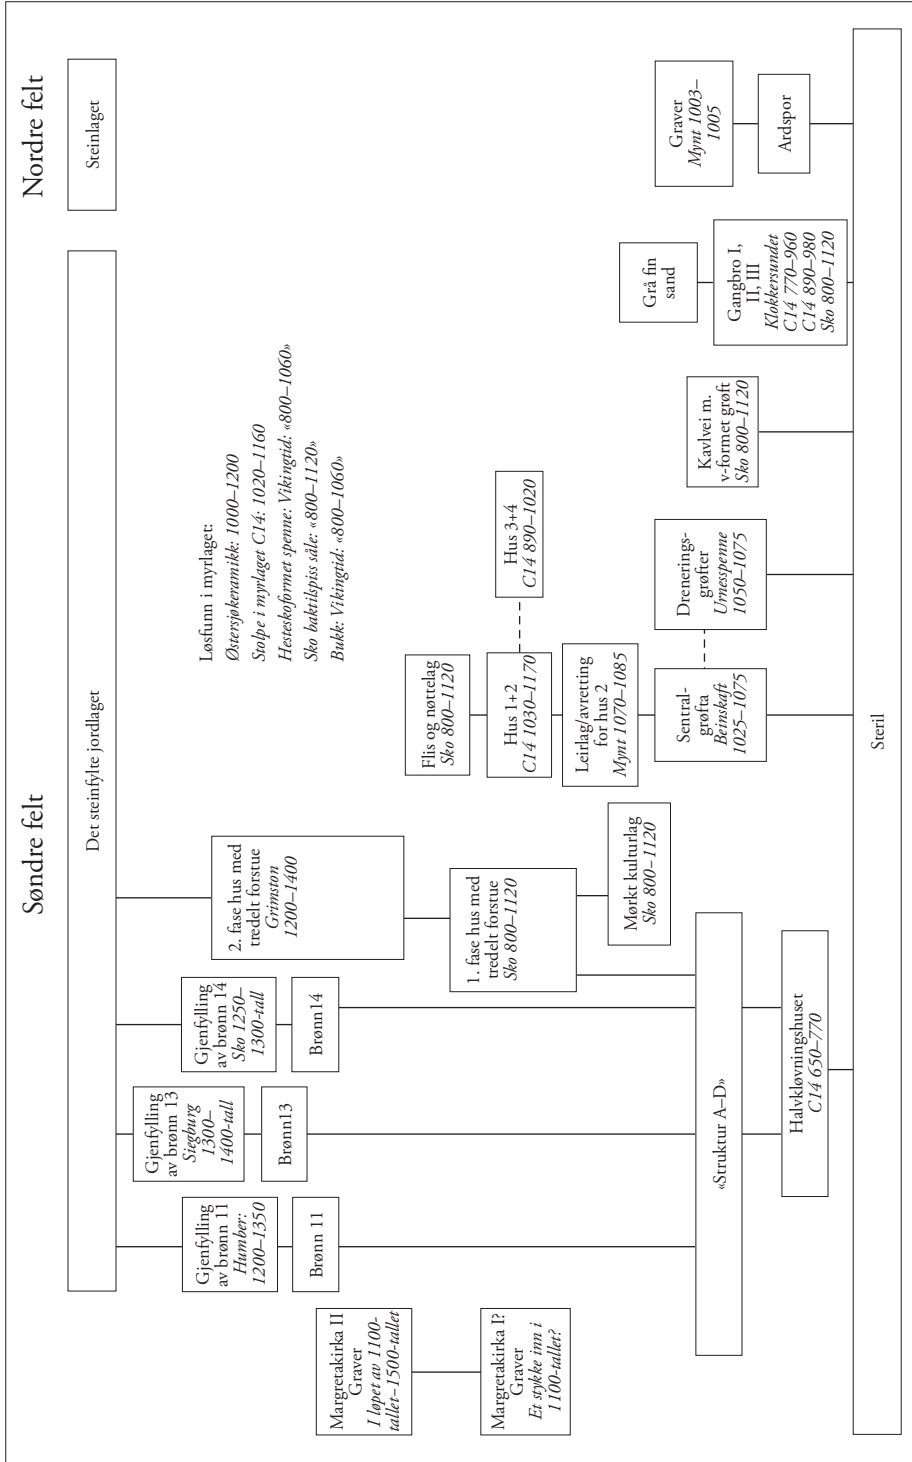 Søndre felt
Nordre felt
Det steinfylte jordlaget
Steinlaget
Gjenfylling
av brønn 11
Humber:
1200–1350
Brønn 11
Gjenfylling
av brønn 13
Siegburg
1300–
1400-tall
Brønn13
Gjenfylling
av brønn 14
Sko 1250–
1300-tall
Brønn14
2. fase hus med
tredelt forstue
Grimston
1200–1400
1. fase hus med
tredelt forstue
Sko 800–1120
Mørkt kulturlag
Sko 800–1120
Margretakirka II
Graver
I løpet av 1100-
tallet–1500-tallet
Margretakirka I?
Graver
Et stykke inn i
1100-tallet?
«Struktur A–D»
Halvkløvningshuset
C14 650–770
Løsfunn i myrlaget:
Østersjøkeramikk: 1000–1200
Stolpe i myrlaget C14: 1020–1160
Hesteskoformet spenne: Vikingtid: «800–1060»
Sko baktilspiss såle: «800–1120»
Bukk: Vikingtid: «800–1060»
Flis og nøttelag
Sko 800–1120
Hus 1+2
C14 1030–1170
Hus 3+4
C14 890–1020
Leirlag/avretting
for hus 2
Mynt 1070–1085
Sentral-
grøfta
Beinskaft
1025–1075
Drenerings-
grøfter
Urnesspenne
1050–1075
Kavlvei m.
v-formet grøft
Sko 800–1120
Grå fin
sand
Gangbro I,
II, III
Klokkersundet
C14 770–960
C14 890–980
Sko 800–1120
Graver
Mynt 1003–
1005
Ardspor
Steril